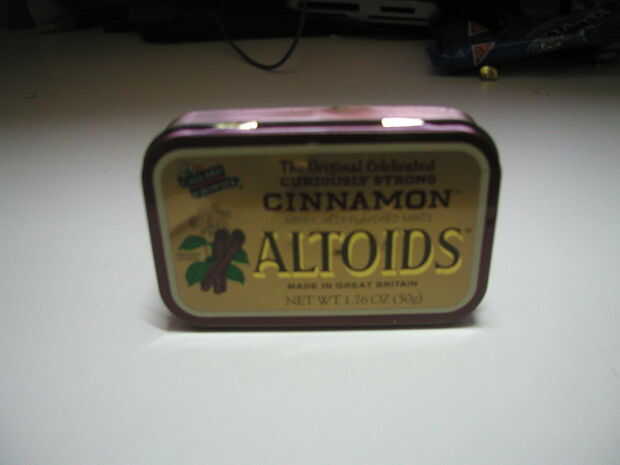 The Original Celebrated
CURIOUSLY STRONG
CINNAMON
ALTOIDS
MADE IN GREAT BRITAIN
NET WT 1.76 OZ (50g)